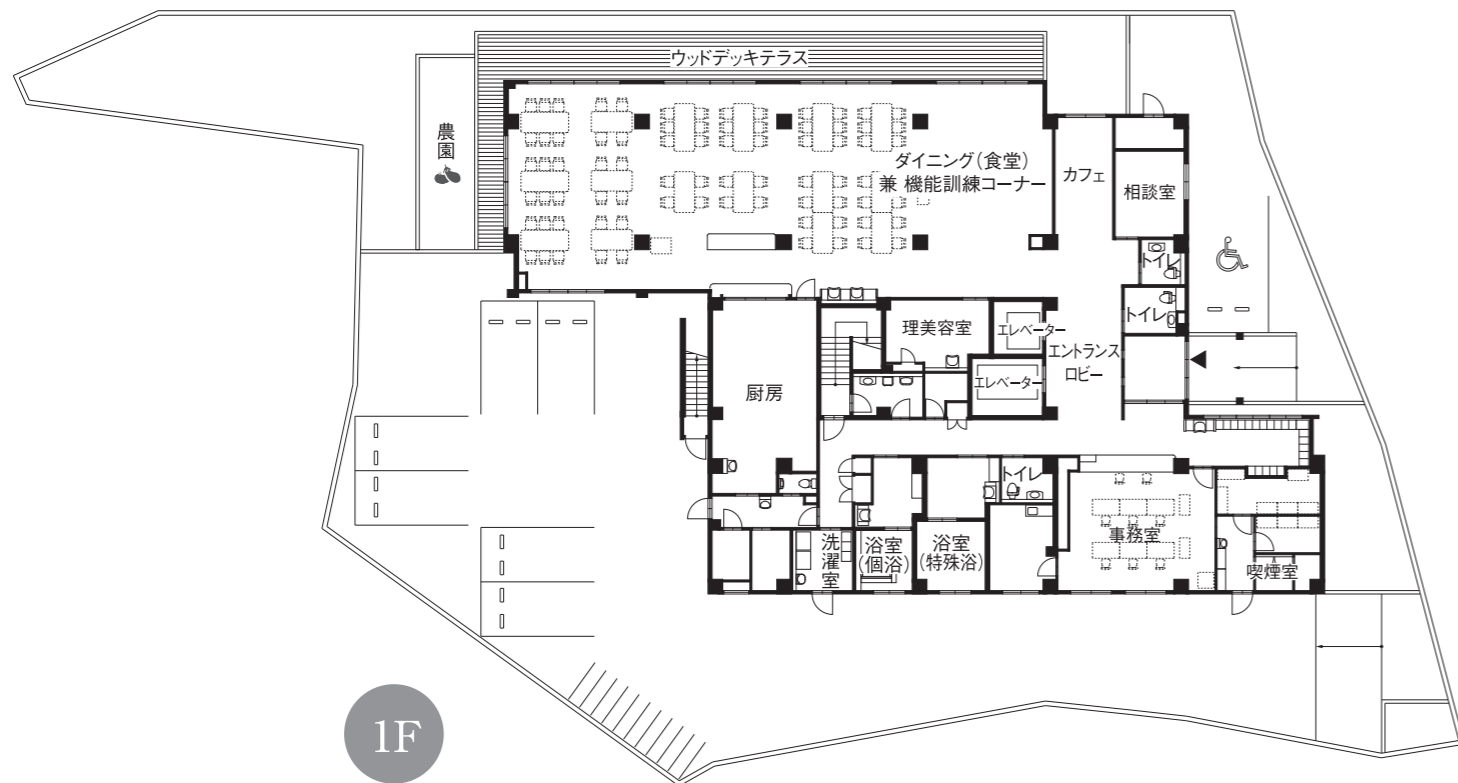 ウッドデッキテラス
農園
ダイニング(食堂)
兼 機能訓練コーナー
カフェ
相談室
トイレ
トイレ
理美容室
エレベーター
エレベーター
エントランス
ロビー
厨房
トイレ
事務室
洗濯室
浴室
(個浴)
浴室
(特殊浴)
喫煙室
1F